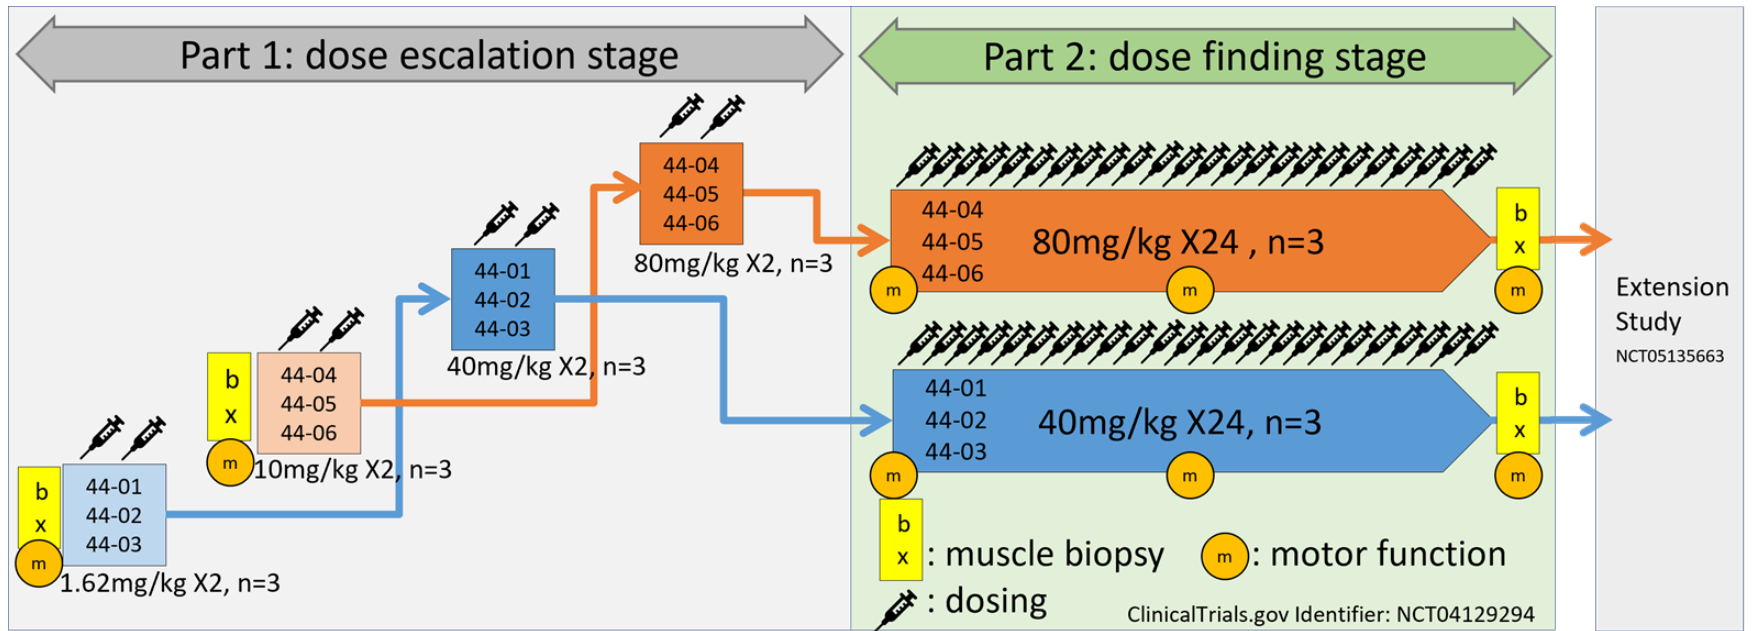 Part 1: dose escalation stage
Part 2: dose finding stage
44-04
44-05
44-06
80mg/kg X2, n=3
44-01
44-02
44-03
40mg/kg X2, n=3
b
x
m
44-04
44-05
44-06
10mg/kg X2, n=3
b
x
m
44-01
44-02
44-03
1.62mg/kg X2, n=3
44-04
44-05
44-06
80mg/kg X24 , n=3
m
m
b
x
m
44-01
44-02
44-03
40mg/kg X24, n=3
m
m
b
x
m
b
x
: muscle biopsy
m
: motor function
: dosing
ClinicalTrials.gov Identifier: NCT04129294
Extension
Study
NCT05135663